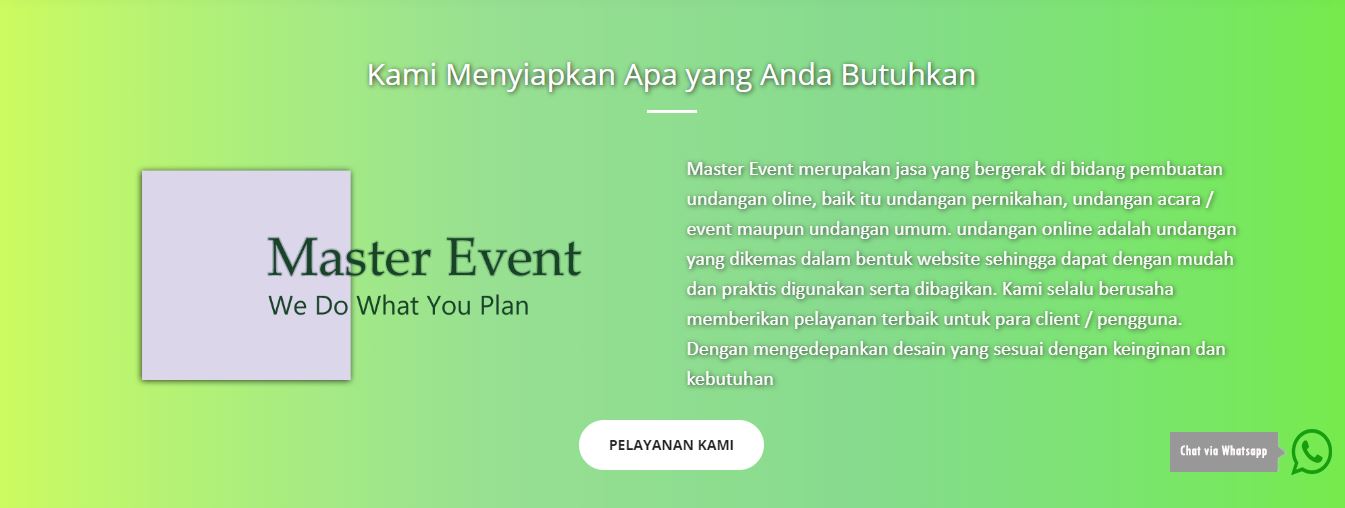 Kami Menyiapkan Apa yang Anda Butuhkan
Master Event
We Do What You Plan
Master Event merupakan jasa yang bergerak di bidang pembuatan
undangan oline, baik itu undangan pernikahan, undangan acara /
event maupun undangan umum. undangan online adalah undangan
yang dikemas dalam bentuk website sehingga dapat dengan mudah
dan praktis digunakan serta dibagikan. Kami selalu berusaha
memberikan pelayanan terbaik untuk para client / pengguna.
Dengan mengedepankan desain yang sesuai dengan keinginan dan
kebutuhan
PELAYANAN KAMI
Chat via Whatsapp